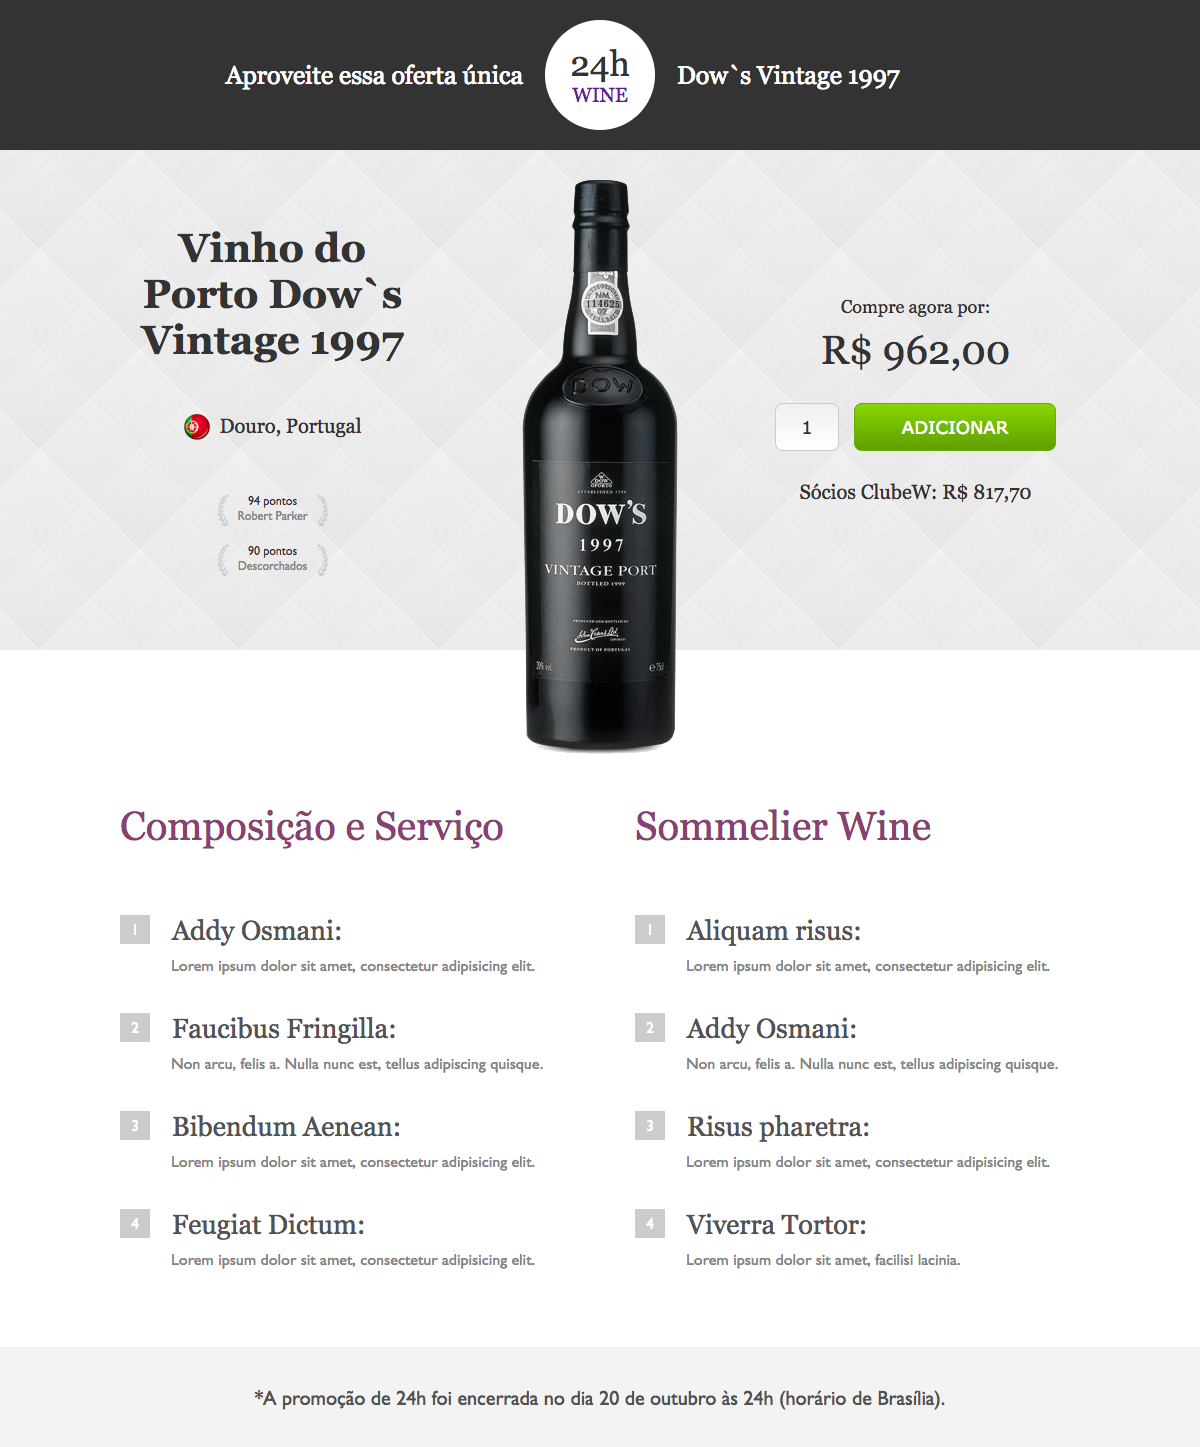 Aproveite essa oferta única
24h
WINE
Dow`s Vintage 1997
Vinho do
Porto Dow`s
Vintage 1997
Douro, Portugal
94 pontos
Robert Parker
90 pontos
Descorchados
NM
114625
02
DOW
DOW
OPORTO
ESTABLISHED 1798
DOW'S
1997
VINTAGE PORT
BOTTLED 1999
PRODUCED AND BOTTLED BY
PRODUCT OF PORTUGAL
20% vol.
e 75cl
Compre agora por:
R$ 962,00
1
ADICIONAR
Sócios ClubeW: R$ 817,70
Composição e Serviço
1
Addy Osmani:
Lorem ipsum dolor sit amet, consectetur adipisicing elit.
2
Faucibus Fringilla:
Non arcu, felis a. Nulla nunc est, tellus adipiscing quisque.
3
Bibendum Aenean:
Lorem ipsum dolor sit amet, consectetur adipisicing elit.
4
Feugiat Dictum:
Lorem ipsum dolor sit amet, consectetur adipisicing elit.
Sommelier Wine
1
Aliquam risus:
Lorem ipsum dolor sit amet, consectetur adipisicing elit.
2
Addy Osmani:
Non arcu, felis a. Nulla nunc est, tellus adipiscing quisque.
3
Risus pharetra:
Lorem ipsum dolor sit amet, consectetur adipisicing elit.
4
Viverra Tortor:
Lorem ipsum dolor sit amet, facilisi lacinia.
*A promoção de 24h foi encerrada no dia 20 de outubro às 24h (horário de Brasília).